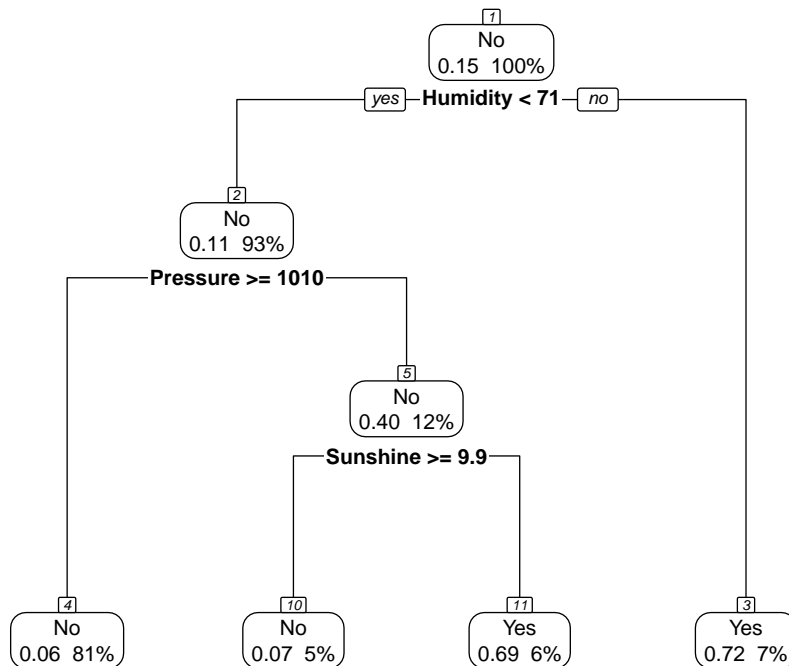 1
No
0.15 100%
yes Humidity < 71 no
2
No
0.11 93%
Pressure >= 1010
5
No
0.40 12%
Sunshine >= 9.9
4
No
0.06 81%
10
No
0.07 5%
11
Yes
0.69 6%
3
Yes
0.72 7%